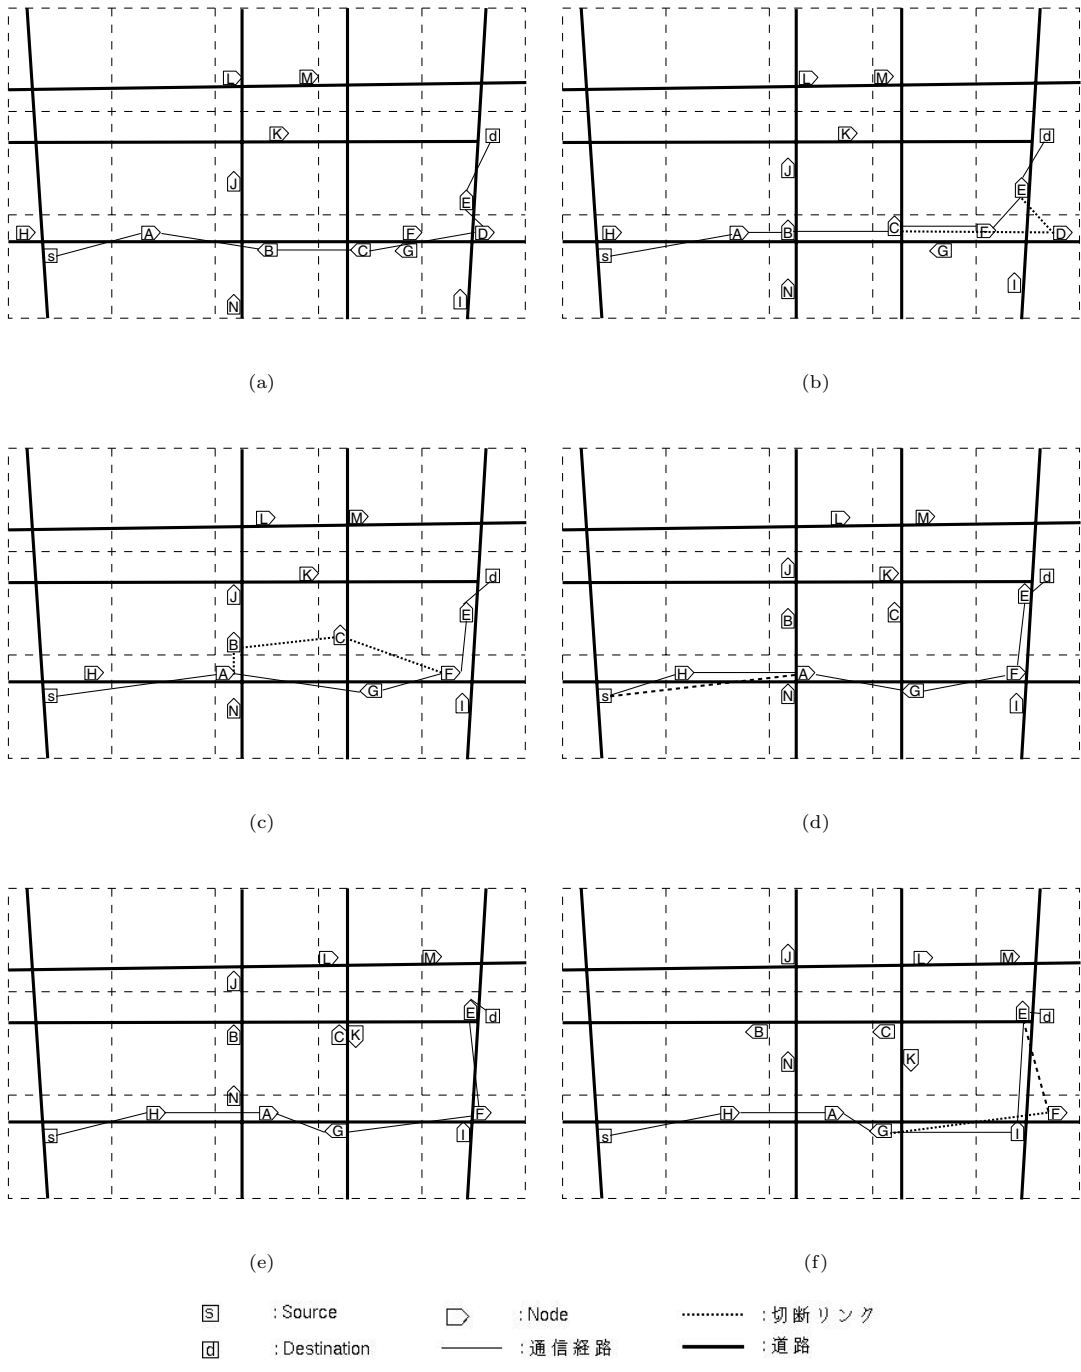 L M L M
K K
d d
J J
E E
H A F D H A B C F D
B C G G
s s
N I N I
(a) (b)
L M L M
K J K
d d
J E B C E
B C
H A F H A F
s G s N G
N I I
(c) (d)
L M J L M
J E d E d
B C K B C K
N N
H A F H A F
s G I s G I
(e) (f)
s : Source : Node : 切断リンク
d : Destination : 通信経路 : 道路